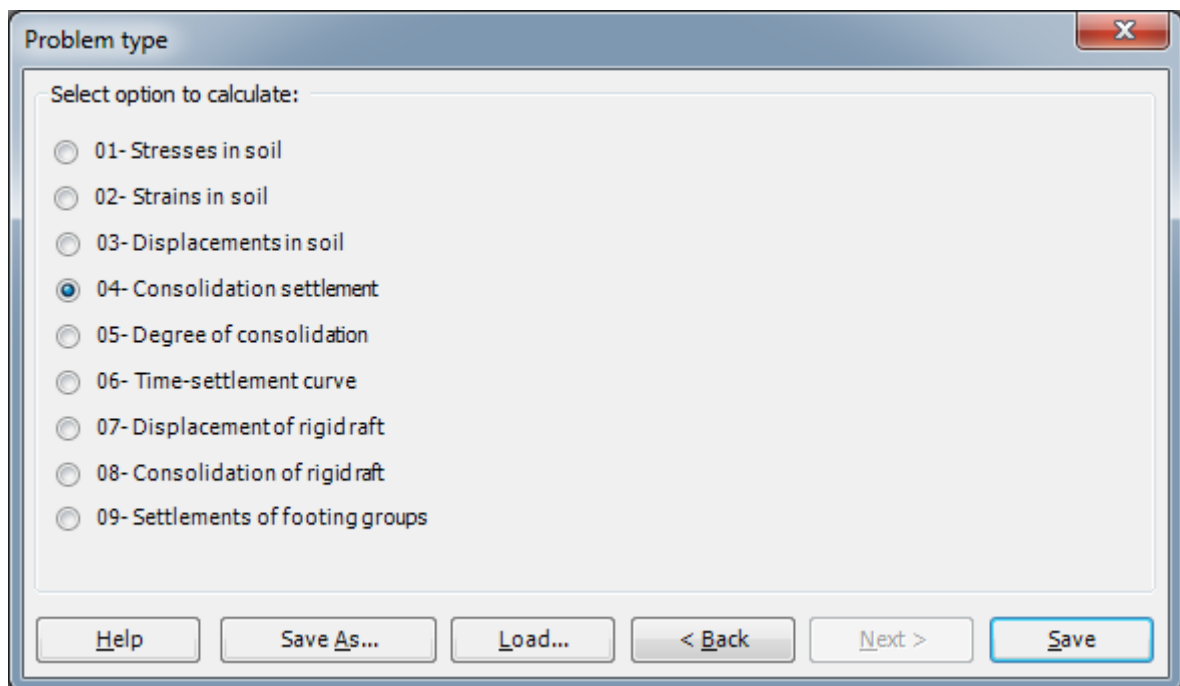 Problem type
Select option to calculate:
01- Stresses in soil
02- Strains in soil
03- Displacements in soil
04- Consolidation settlement
05- Degree of consolidation
06- Time-settlement curve
07- Displacement of rigid raft
08- Consolidation of rigid raft
09- Settlements of footing groups
Help Save As... Load... < Back Next > Save